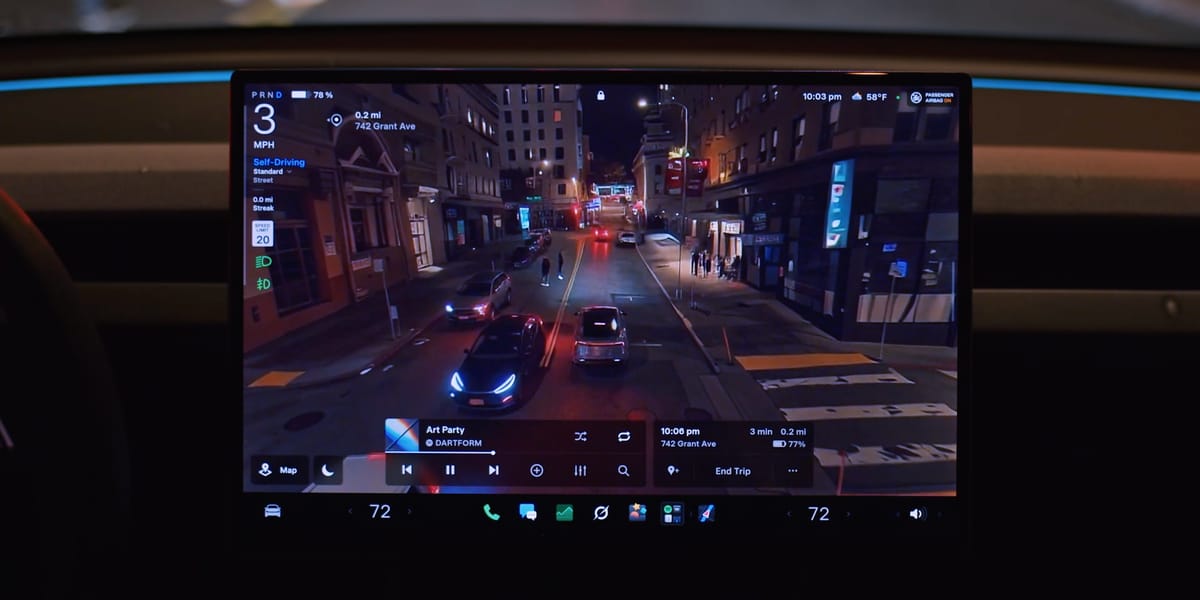 P R N D 78 %
3
MPH
0.2 mi
742 Grant Ave
Self-Driving
Standard
Street
0.0 mi
Streak
SPEED
LIMIT
20
10:03 pm 58°F
PASSENGER
AIRBAG ON
Art Party
DARTFORM
10:06 pm 3 min 0.2 mi
742 Grant Ave 77%
Map
End Trip
72
72